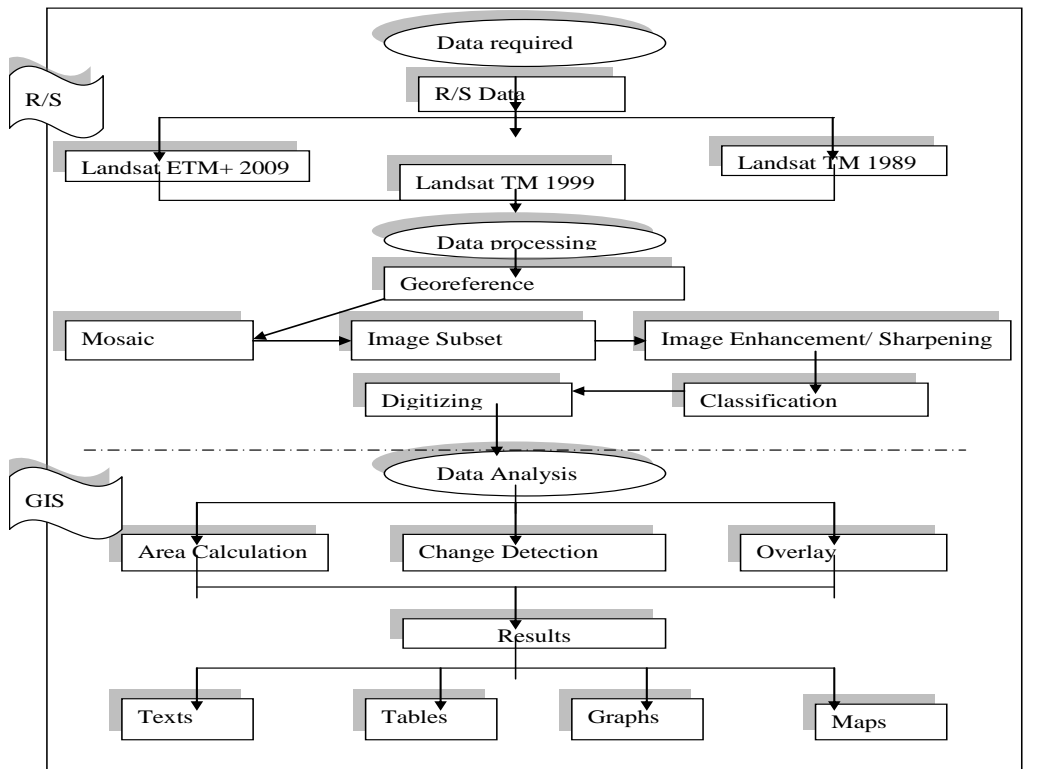 Data required
R/S
R/S Data
Landsat ETM+ 2009
Landsat TM 1999
Landsat TM 1989
Data processing
Georeference
Mosaic
Image Subset
Image Enhancement/ Sharpening
Digitizing
Classification
Data Analysis
GIS
Area Calculation
Change Detection
Overlay
Results
Texts
Tables
Graphs
Maps